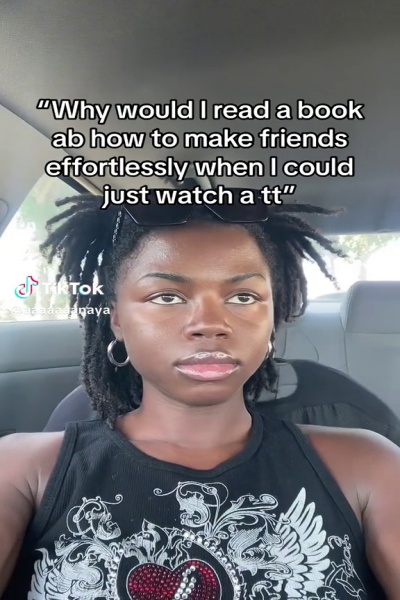 “Why would I read a book
ab how to make friends
effortlessly when I could
just watch a tt”
TikTok